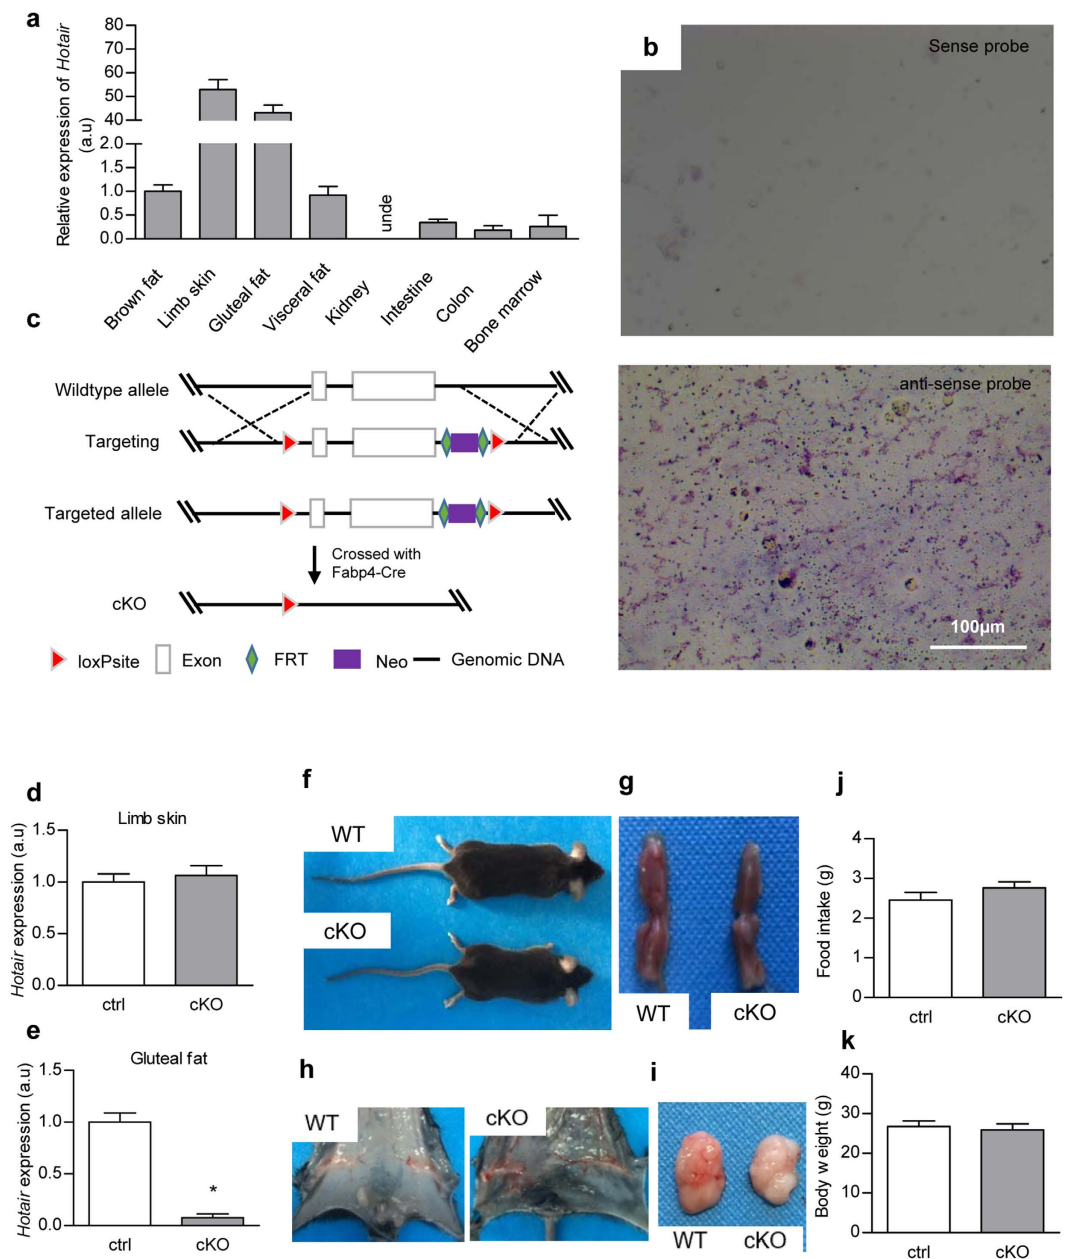 a
Relative expression of Hotair
(a.u)
80
70
60
50
40
2.0
1.5
1.0
0.5
0.0
unde
Brown fat
Limb skin
Gluteal fat
Visceral fat
Kidney
Intestine
Colon
Bone marrow
b
Sense probe
anti-sense probe
100μm
c
Wildtype allele
Targeting
Targeted allele
Crossed with
Fabp4-Cre
cKO
loxPsite
Exon
FRT
Neo
Genomic DNA
d
Limb skin
Hotair expression (a.u)
1.5
1.0
0.5
0.0
ctrl
cKO
e
Gluteal fat
Hotair expression (a.u)
1.5
1.0
0.5
0.0
*
ctrl
cKO
f
WT
cKO
g
WT
cKO
h
WT
cKO
i
WT
cKO
j
Food intake (g)
4
3
2
1
0
ctrl
cKO
k
Body weight (g)
40
30
20
10
0
ctrl
cKO